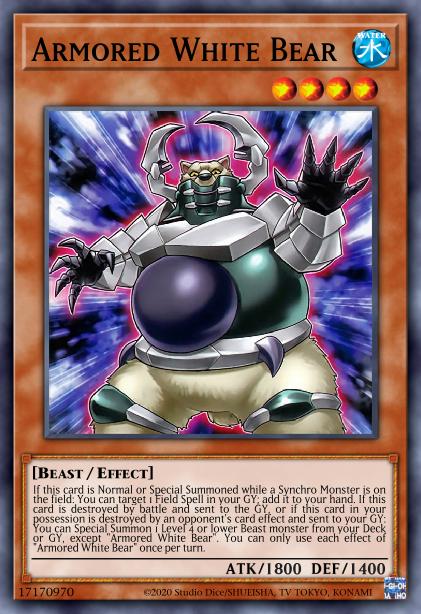 ARMORED WHITE BEAR
WATER
水
[BEAST / EFFECT]
If this card is Normal or Special Summoned while a Synchro Monster is on
the field: You can target 1 Field Spell in your GY; add it to your hand. If this
card is destroyed by battle and sent to the GY, or if this card in your
possession is destroyed by an opponent's card effect and sent to your GY:
You can Special Summon 1 Level 4 or lower Beast monster from your Deck
or GY, except "Armored White Bear". You can only use each effect of
"Armored White Bear" once per turn.
ATK/1800 DEF/1400
17170970
©2020 Studio Dice/SHUEISHA, TV TOKYO, KONAMI